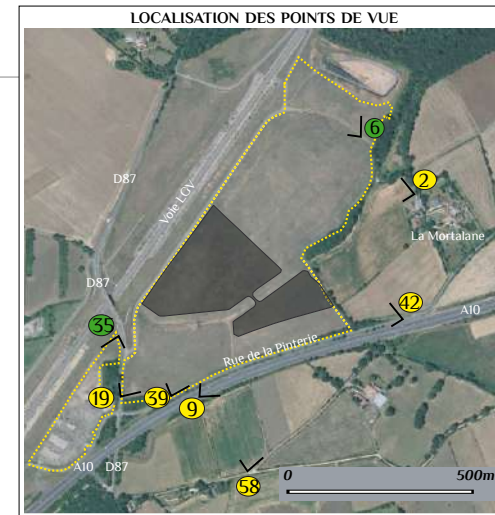 LOCALISATION DES POINTS DE VUE
6
D87
2
Voie LGV
La Mortalane
D87
42
A10
35
Rue de la Pinterie
19
39
9
A10
D87
58
0
500m